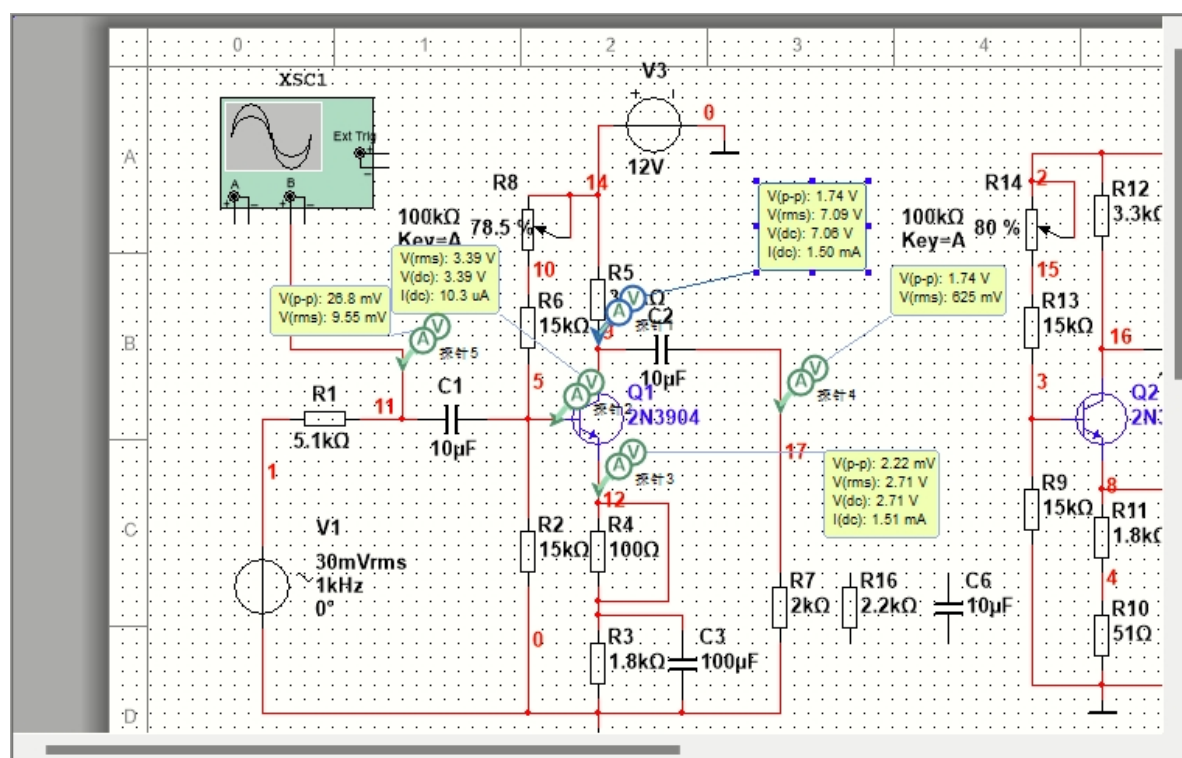 0 1 2 3 4
XSC1
Ext Trig
A B
V3
0
12V
A
R8
14
100kΩ
78.5 %
Key=A
V(p-p): 1.74 V
V(rms): 7.09 V
V(dc): 7.06 V
I(dc): 1.50 mA
R14
2
R12
100kΩ
80 %
Key=A
V(rms): 3.39 V
V(dc): 3.39 V
I(dc): 10.3 uA
10
R5
V(p-p): 1.74 V
V(rms): 625 mV
15
V(p-p): 26.8 mV
V(rms): 9.55 mV
R6
15kΩ
C2
探针1
R13
15kΩ
B
探针5
16
10µF
R1
11
C1
5
Q1
探针2
2N3904
探针4
3
Q2
5.1kΩ
10µF
1
探针3
17
V(p-p): 2.22 mV
V(rms): 2.71 V
V(dc): 2.71 V
I(dc): 1.51 mA
12
R9
15kΩ
8
C
V1
30mVrms
1kHz
0°
R2
15kΩ
R4
100Ω
R11
R7
2kΩ
R16
2.2kΩ
C6
10µF
4
0
R3
1.8kΩ
C3
100µF
R10
51Ω
D